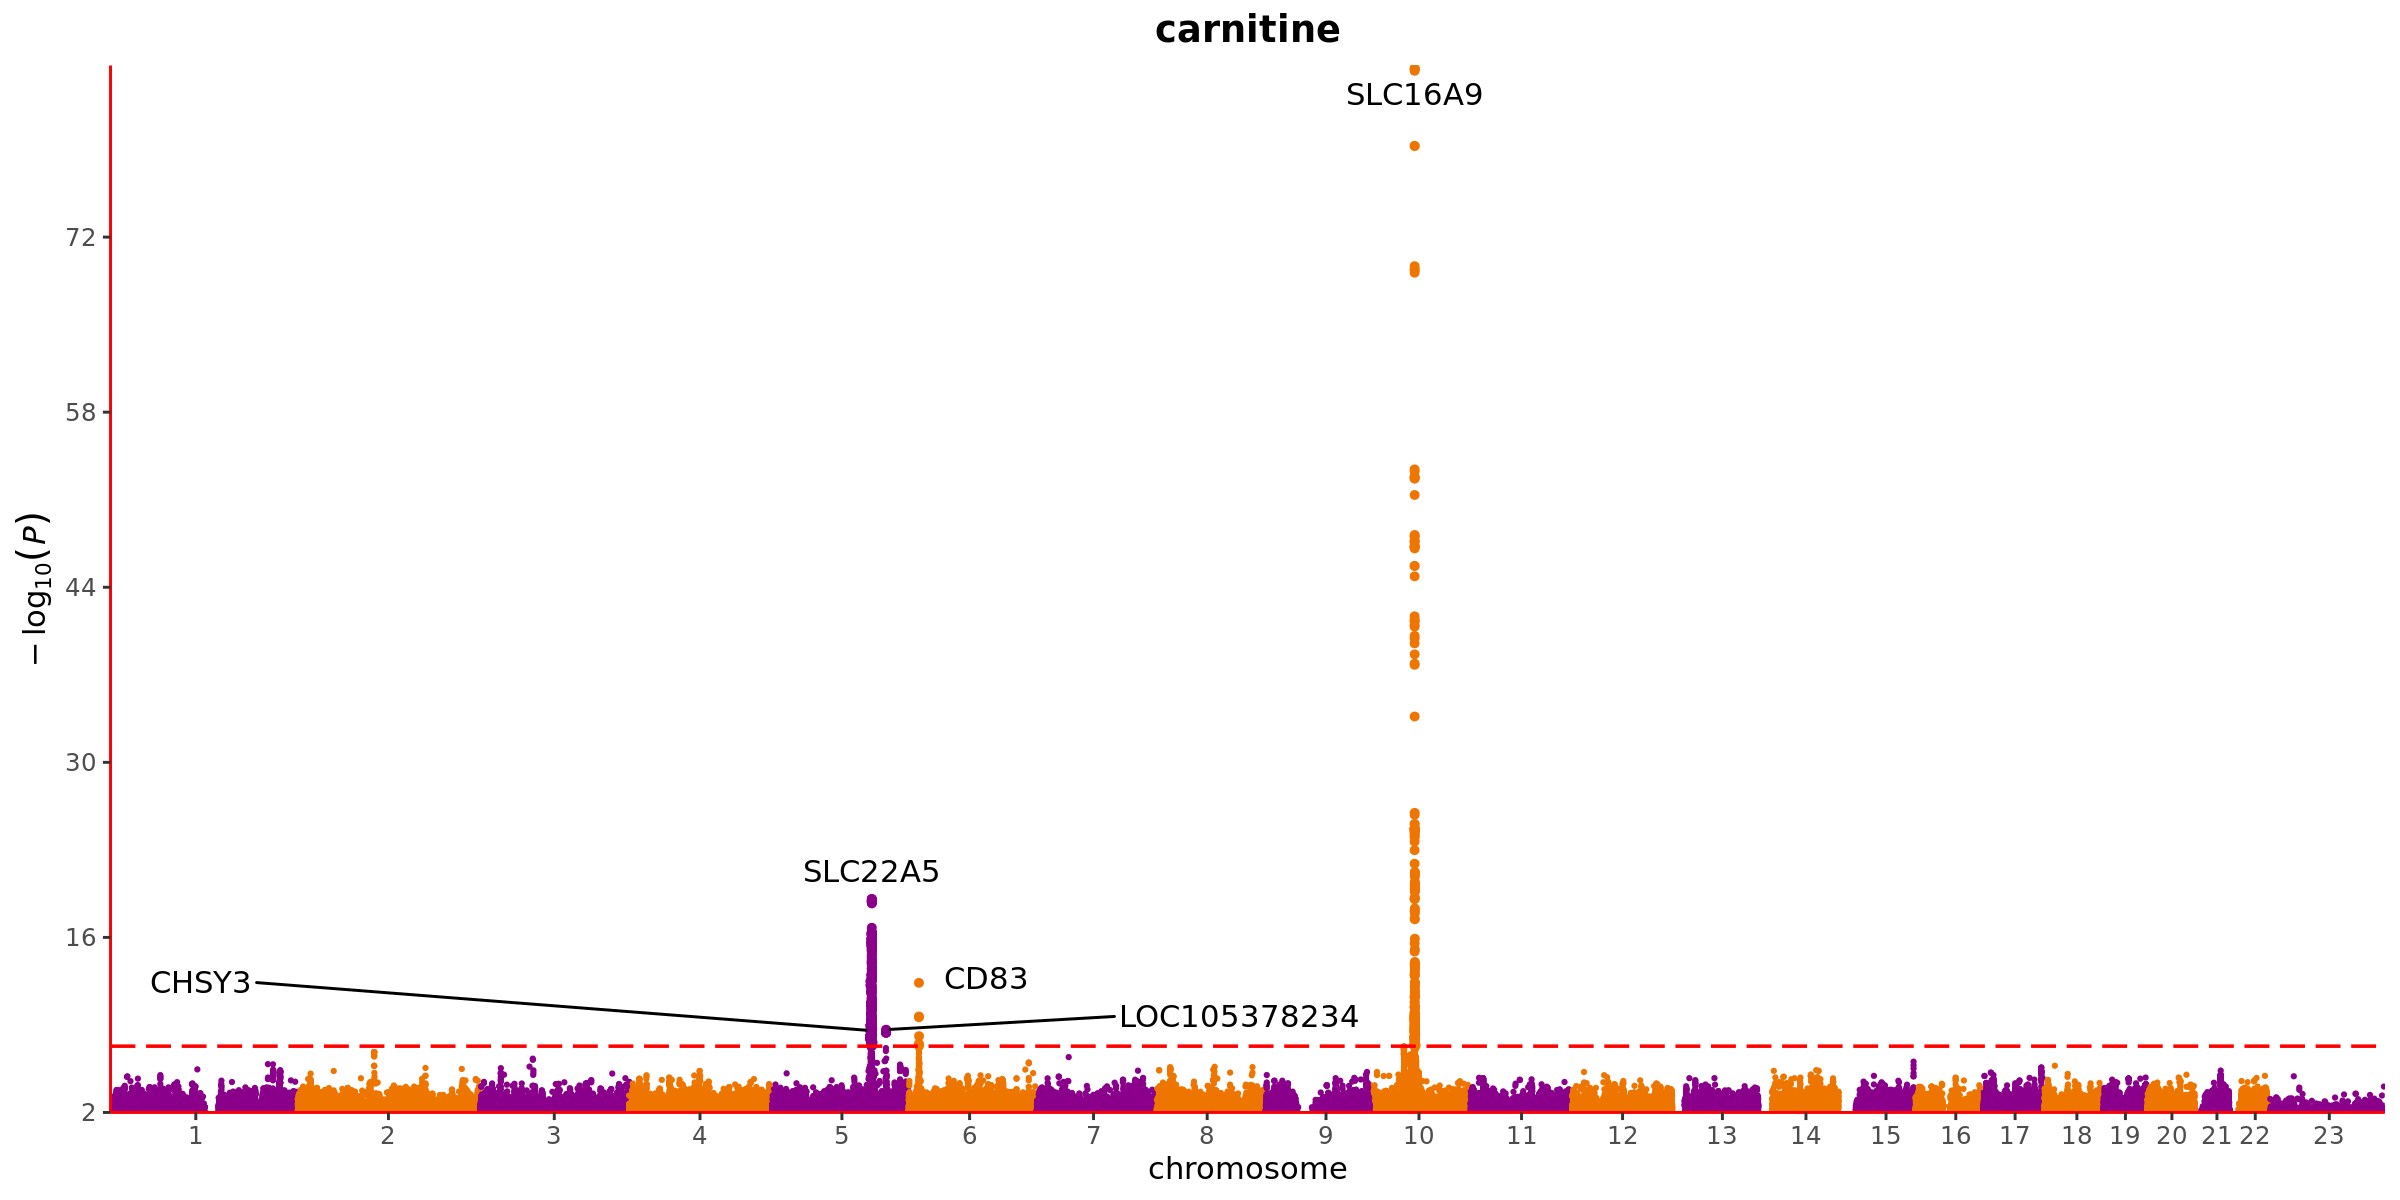 carnitine
SLC16A9
72
58
44
30
16
2
− log10(P)
SLC22A5
CHSY3
CD83
LOC105378234
1 2 3 4 5 6 7 8 9 10 11 12 13 14 15 16 17 18 19 20 21 22 23
chromosome